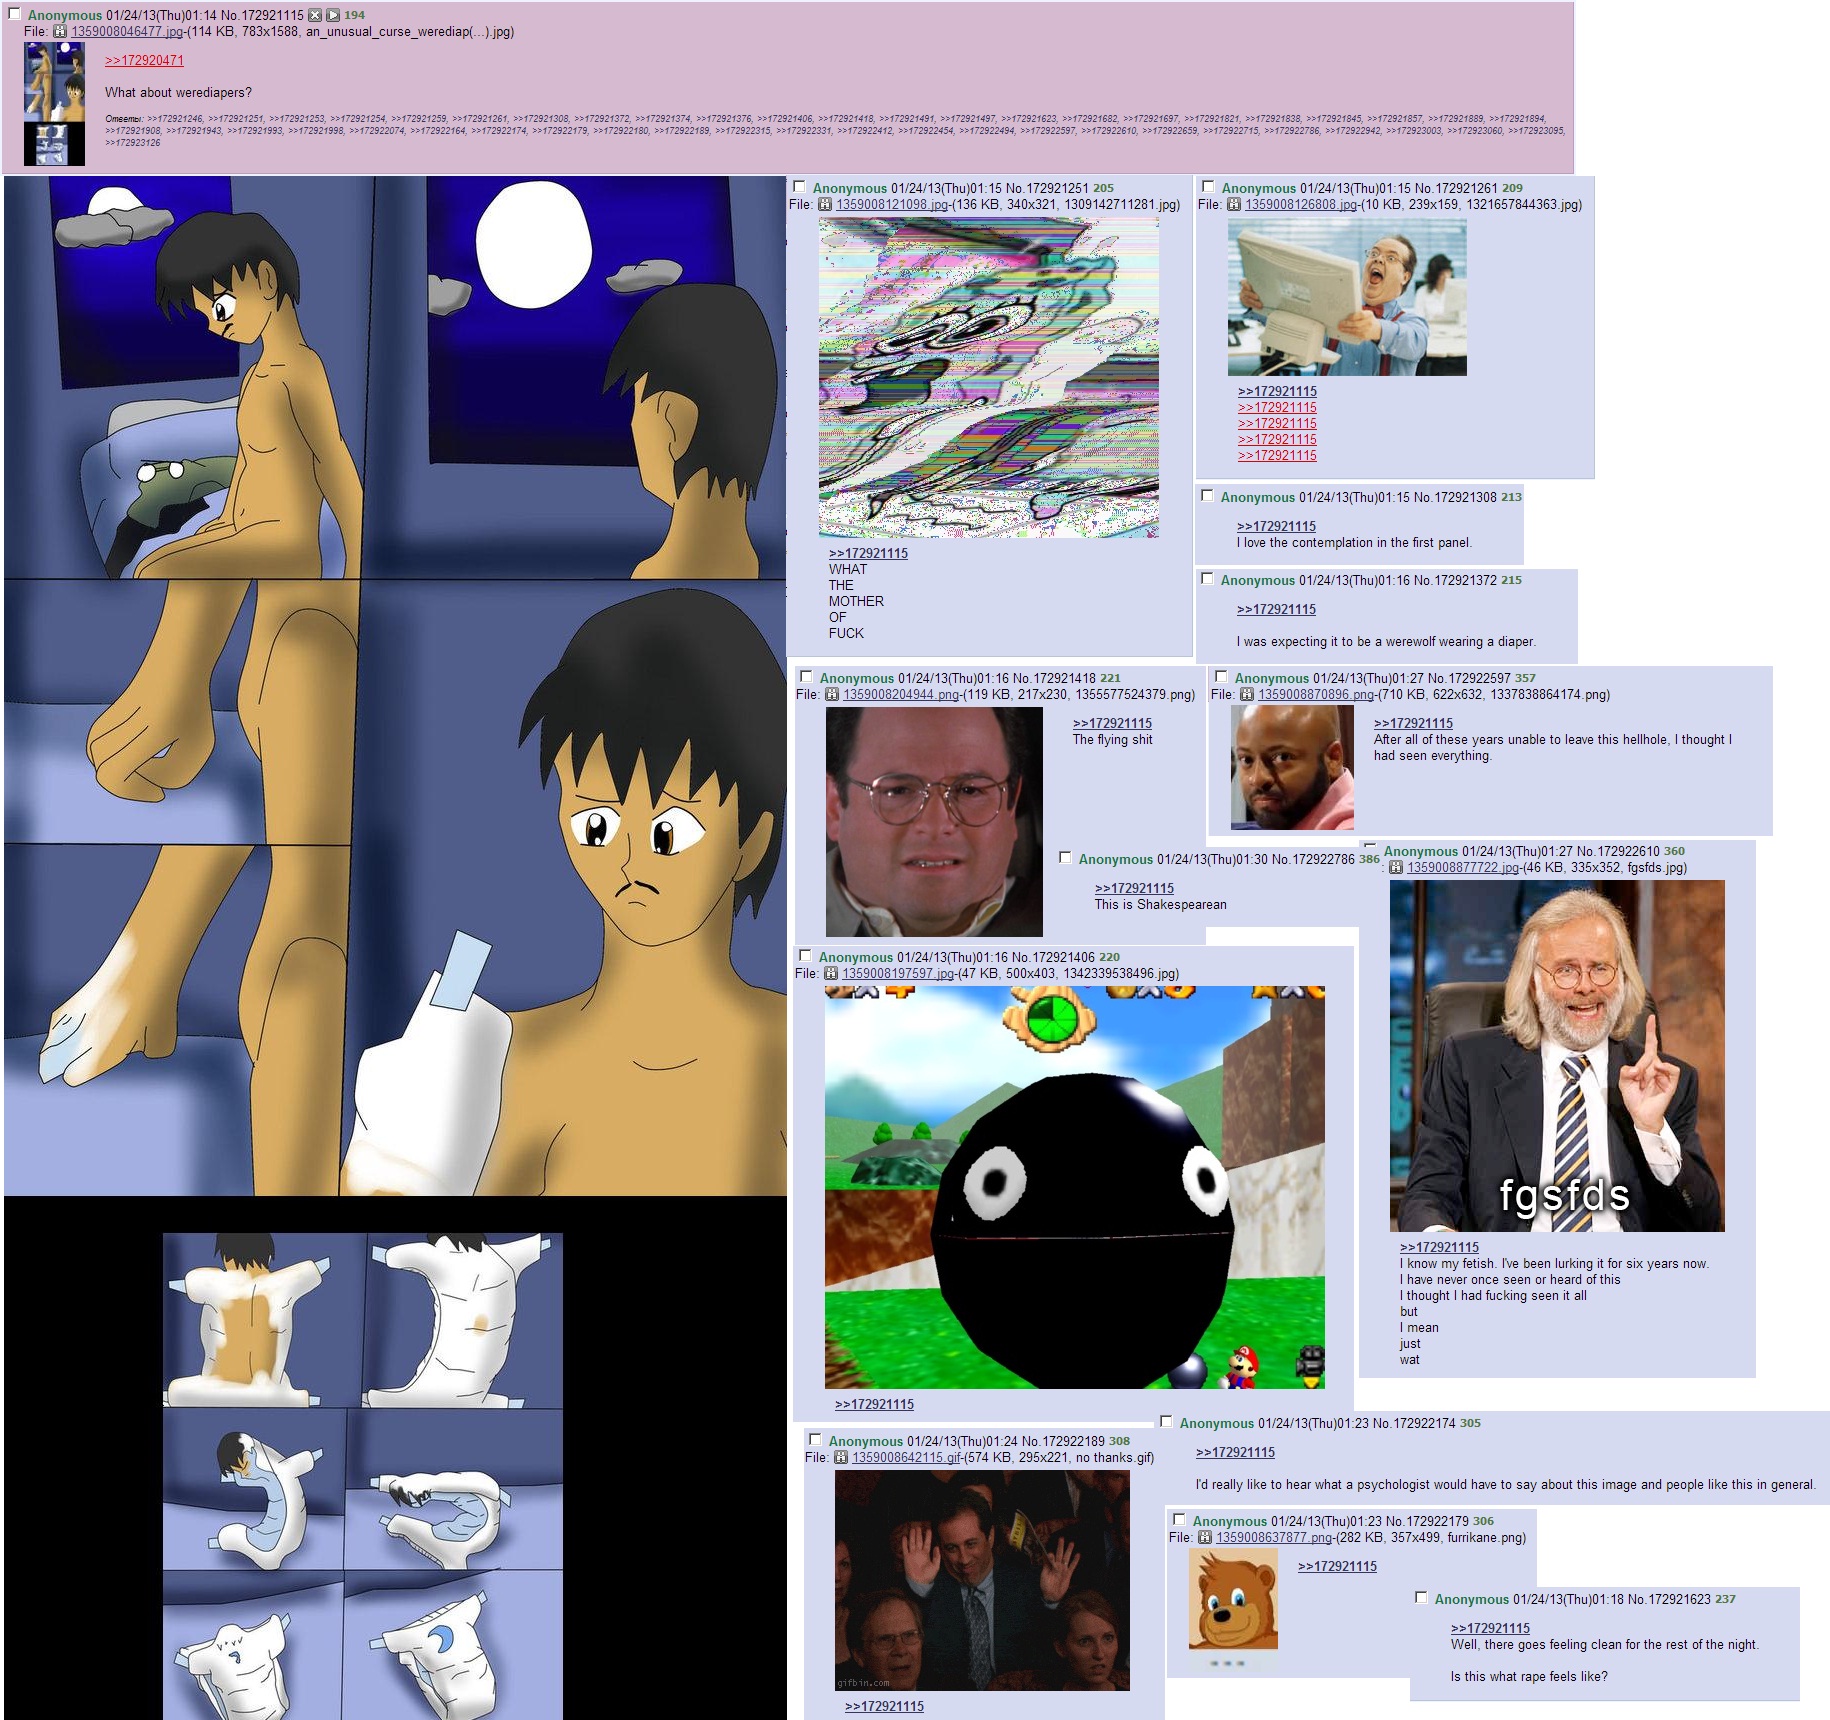 Anonymous 01/24/13(Thu)01:14 No.172921115 194
File: 1359008046477.jpg-(114 KB, 783x1588, an_unusual_curse_werediap(...).jpg)
>>172920471
What about werediapers?
Ответы: >>172921246, >>172921251, >>172921253, >>172921254, >>172921259, >>172921261, >>172921308, >>172921372, >>172921374, >>172921376, >>172921406, >>172921418, >>172921491, >>172921497, >>172921623, >>172921682, >>172921697, >>172921821, >>172921838, >>172921845, >>172921857, >>172921889, >>172921894,
>>172921908, >>172921943, >>172921993, >>172921998, >>172922074, >>172922164, >>172922174, >>172922179, >>172922180, >>172922189, >>172922315, >>172922331, >>172922412, >>172922454, >>172922494, >>172922597, >>172922610, >>172922659, >>172922715, >>172922786, >>172922942, >>172923003, >>172923060, >>172923095,
>>172923126
Anonymous 01/24/13(Thu)01:15 No.172921251 205
File: 1359008121098.jpg-(136 KB, 340x321, 1309142711281.jpg)
>>172921115
WHAT
THE
MOTHER
OF
FUCK
Anonymous 01/24/13(Thu)01:15 No.172921261 209
File: 1359008126808.jpg-(10 KB, 239x159, 1321657844363.jpg)
>>172921115
>>172921115
>>172921115
>>172921115
>>172921115
Anonymous 01/24/13(Thu)01:15 No.172921308 213
>>172921115
I love the contemplation in the first panel.
Anonymous 01/24/13(Thu)01:16 No.172921372 215
>>172921115
I was expecting it to be a werewolf wearing a diaper.
Anonymous 01/24/13(Thu)01:16 No.172921418 221
File: 1359008204944.png-(119 KB, 217x230, 1355577524379.png)
>>172921115
The flying shit
Anonymous 01/24/13(Thu)01:27 No.172922597 357
File: 1359008870896.png-(710 KB, 622x632, 1337838864174.png)
>>172921115
After all of these years unable to leave this hellhole, I thought I
had seen everything.
Anonymous 01/24/13(Thu)01:30 No.172922786 386
>>172921115
This is Shakespearean
Anonymous 01/24/13(Thu)01:27 No.172922610 360
: 1359008877722.jpg-(46 KB, 335x352, fgsfds.jpg)
fgsfds
>>172921115
I know my fetish. I've been lurking it for six years now.
I have never once seen or heard of this
I thought I had fucking seen it all
but
I mean
just
wat
Anonymous 01/24/13(Thu)01:16 No.172921406 220
File: 1359008197597.jpg-(47 KB, 500x403, 1342339538496.jpg)
>>172921115
Anonymous 01/24/13(Thu)01:23 No.172922174 305
>>172921115
I'd really like to hear what a psychologist would have to say about this image and people like this in general.
Anonymous 01/24/13(Thu)01:24 No.172922189 308
File: 1359008642115.gif-(574 KB, 295x221, no thanks.gif)
gifbin.com
>>172921115
Anonymous 01/24/13(Thu)01:23 No.172922179 306
File: 1359008637877.png-(282 KB, 357x499, furrikane.png)
>>172921115
...
Anonymous 01/24/13(Thu)01:18 No.172921623 237
>>172921115
Well, there goes feeling clean for the rest of the night.
Is this what rape feels like?